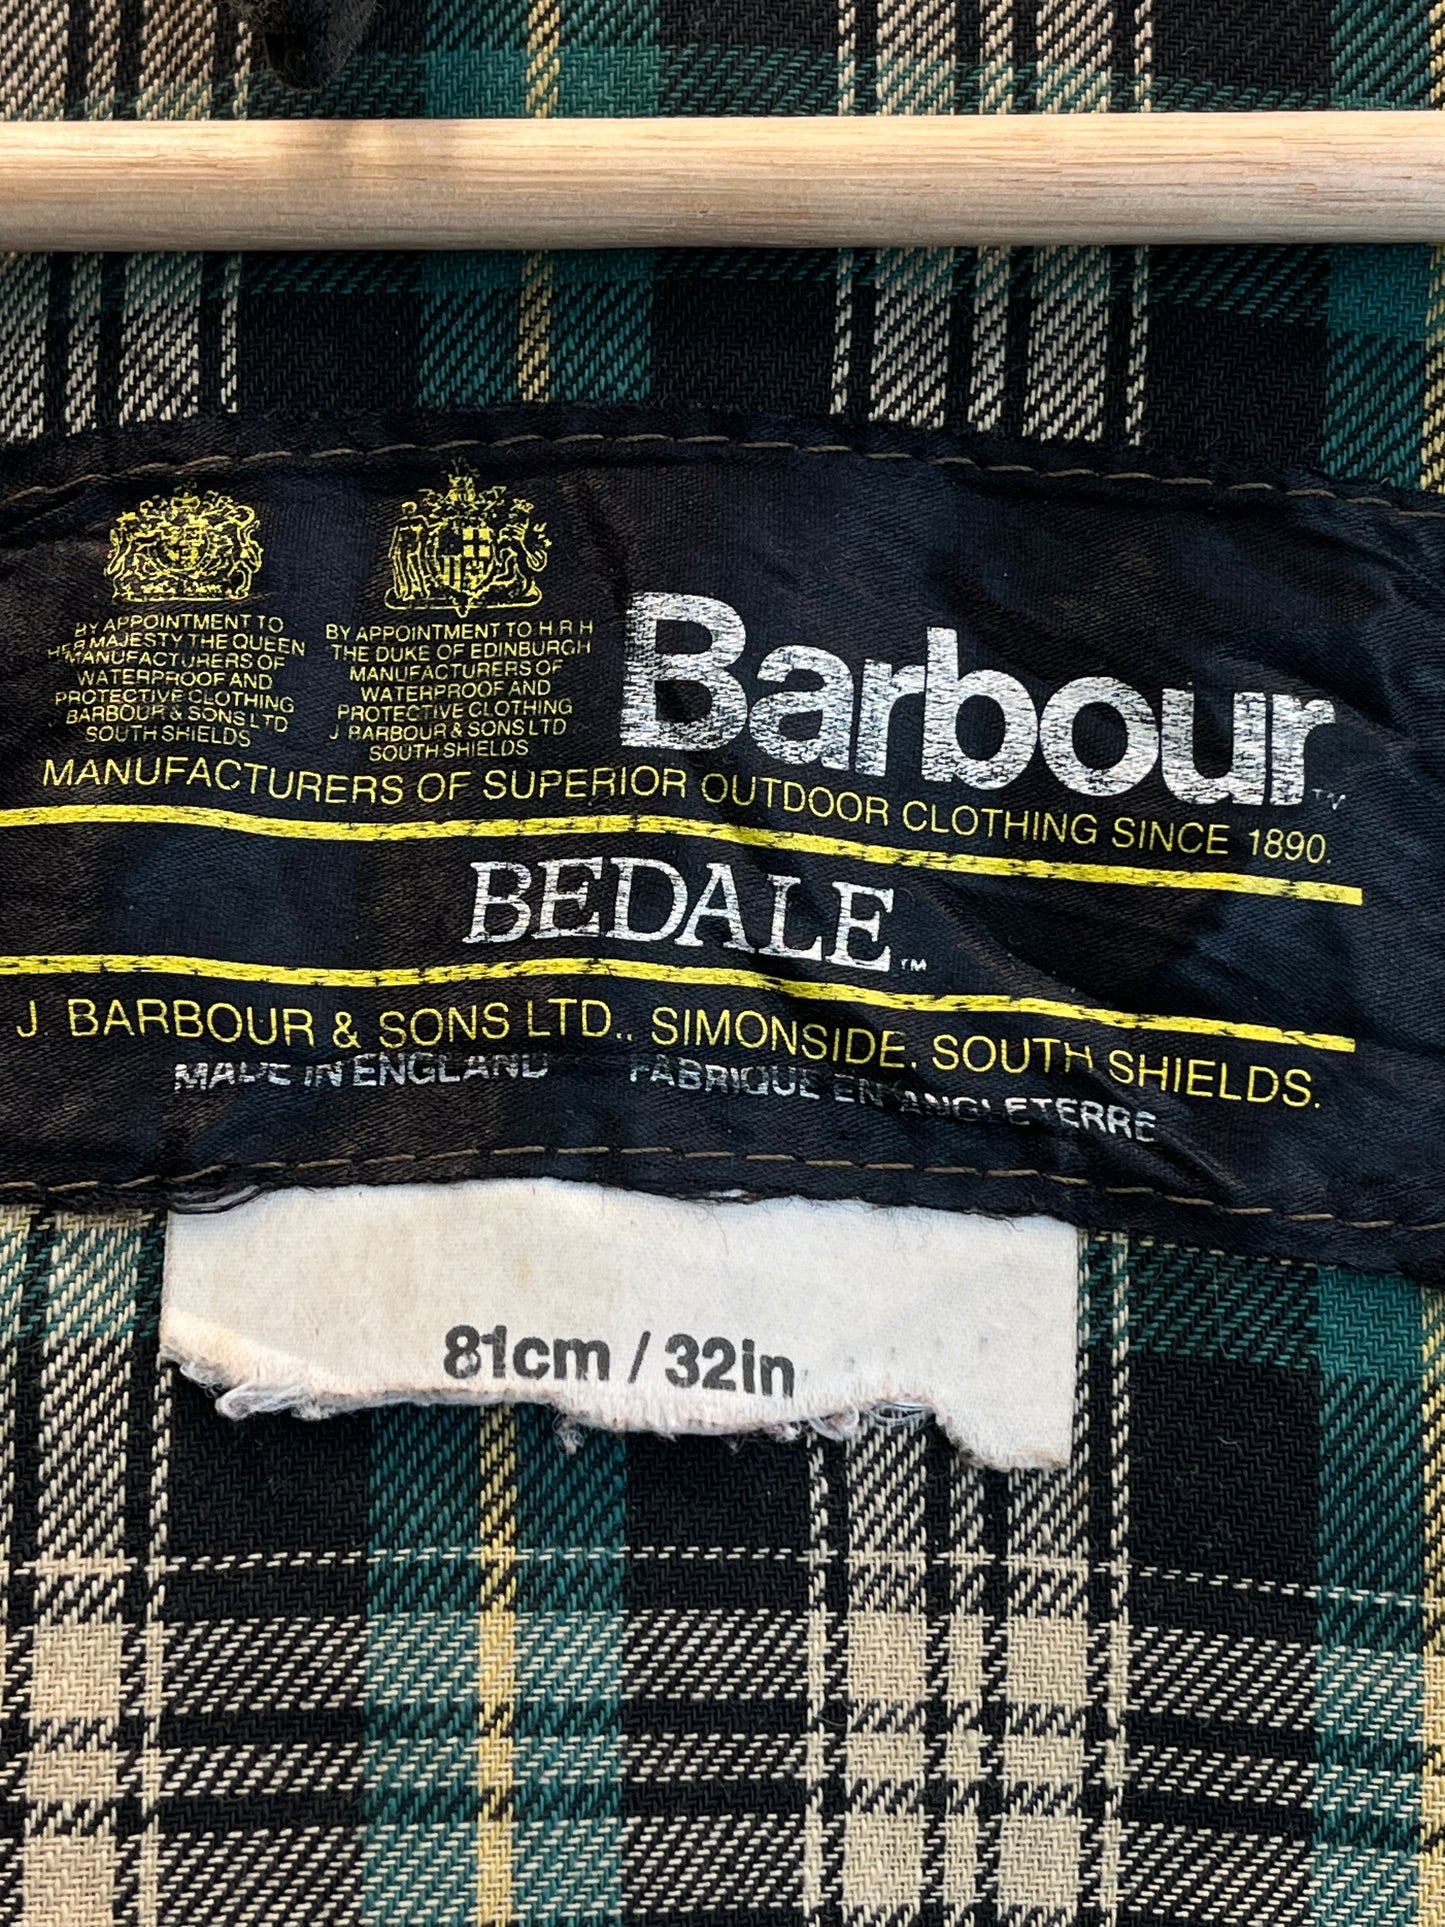 BY APPOINTMENT TO
HER MAJESTY THE QUEEN
MANUFACTURERS OF
WATERPROOF AND
PROTECTIVE CLOTHING
BARBOUR & SONS LTD
SOUTH SHIELDS
BY APPOINTMENT TO H R H
THE DUKE OF EDINBURGH
MANUFACTURERS OF
WATERPROOF AND
PROTECTIVE CLOTHING
J BARBOUR & SONS LTD
SOUTH SHIELDS
Barbour TM
MANUFACTURERS OF SUPERIOR OUTDOOR CLOTHING SINCE 1890.
BEDALE TM
J. BARBOUR & SONS LTD., SIMONSIDE, SOUTH SHIELDS.
MADE IN ENGLAND FABRIQUE EN ANGLETERRE
81cm / 32in